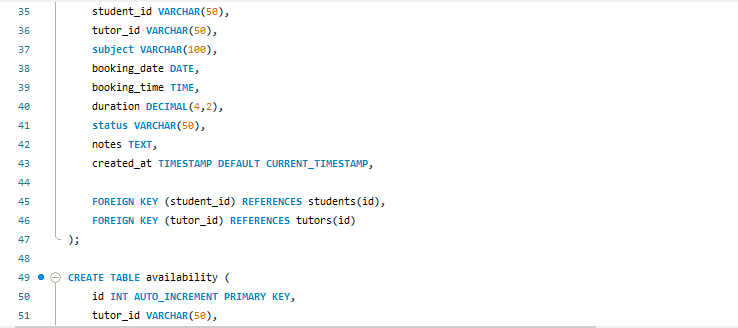 35 student_id VARCHAR(50),
36 tutor_id VARCHAR(50),
37 subject VARCHAR(100),
38 booking_date DATE,
39 booking_time TIME,
40 duration DECIMAL(4,2),
41 status VARCHAR(50),
42 notes TEXT,
43 created_at TIMESTAMP DEFAULT CURRENT_TIMESTAMP,
44
45 FOREIGN KEY (student_id) REFERENCES students(id),
46 FOREIGN KEY (tutor_id) REFERENCES tutors(id)
47 );
48
49 CREATE TABLE availability (
50 id INT AUTO_INCREMENT PRIMARY KEY,
51 tutor_id VARCHAR(50),